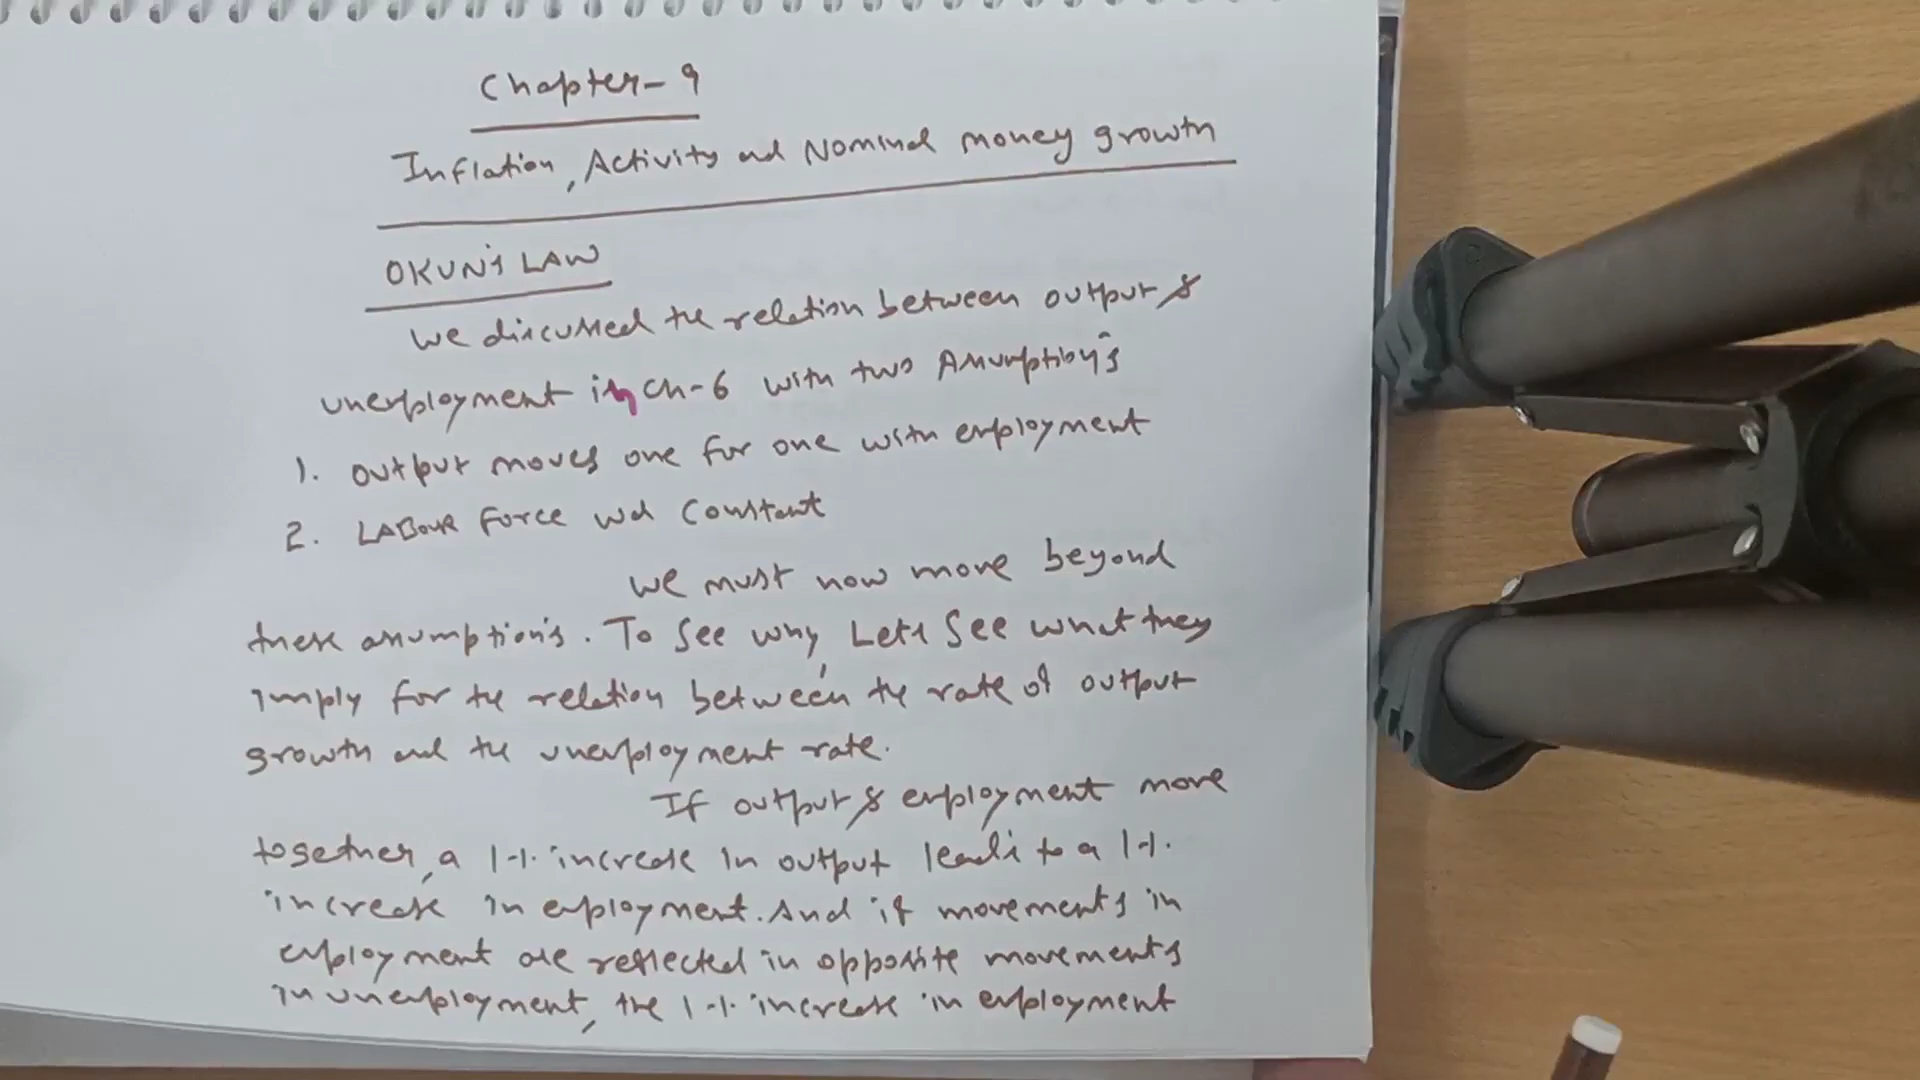 Chapter-9
Inflation, Activity and Nominal money growth
OKUN'S LAW
We discussed the relation between output &
unemployment in Ch-6 with two Assumption's
1. output moves one for one with employment
2. LABOUR Force was Constant
We must now move beyond
these assumption's. To See why, Let's See what they
imply for the relation between the rate of output
growth and the unemployment rate.
If output & employment move
together, a 1% increase in output leads to a 1%
increase in employment. And if movements in
employment are reflected in opposite movements
in unemployment, the 1% increase in employment